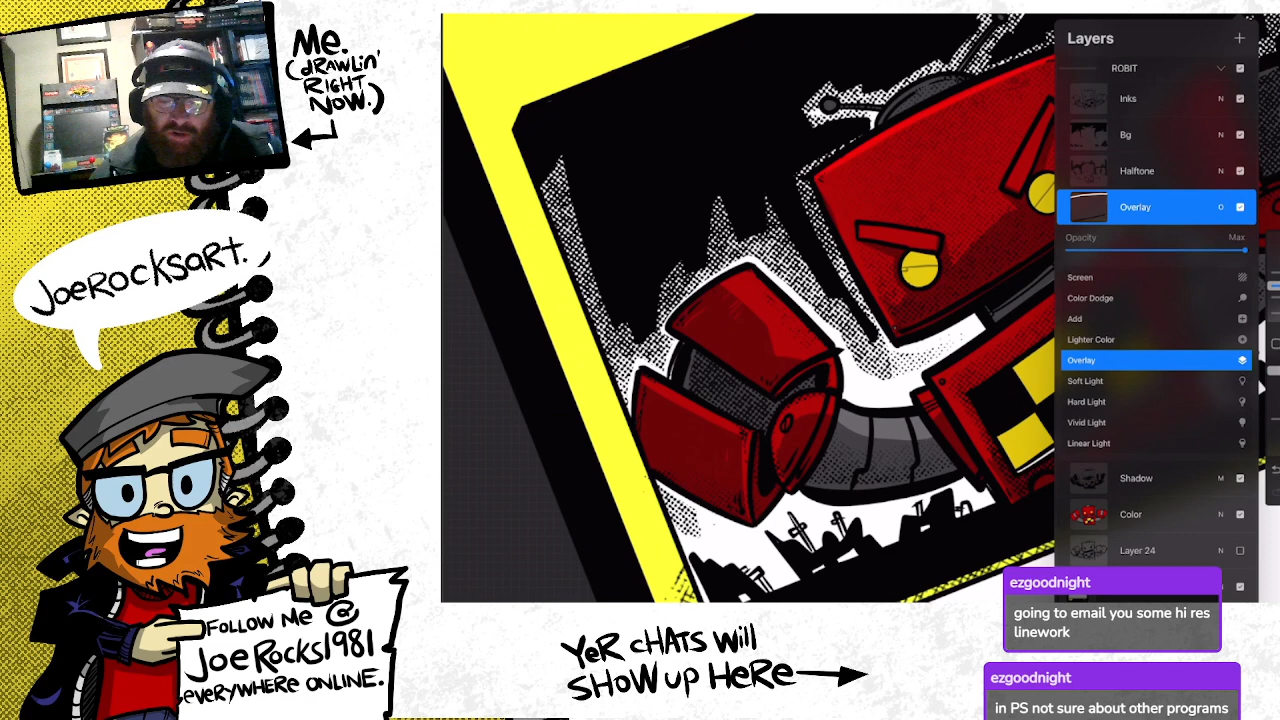 Me.
(drawlin'
right
now.)
Joerocksart.
Follow me @
JoeRocks1981
everywhere online.
Yer chats will
show up here
Layers
+
ROBIT
Inks N
Bg N
Halftone N
Overlay O
Opacity Max
Screen
Color Dodge
Add
Lighter Color
Overlay
Soft Light
Hard Light
Vivid Light
Linear Light
Shadow M
Color N
Layer 24 N
ezgoodnight
going to email you some hi res
linework
ezgoodnight
in PS not sure about other programs